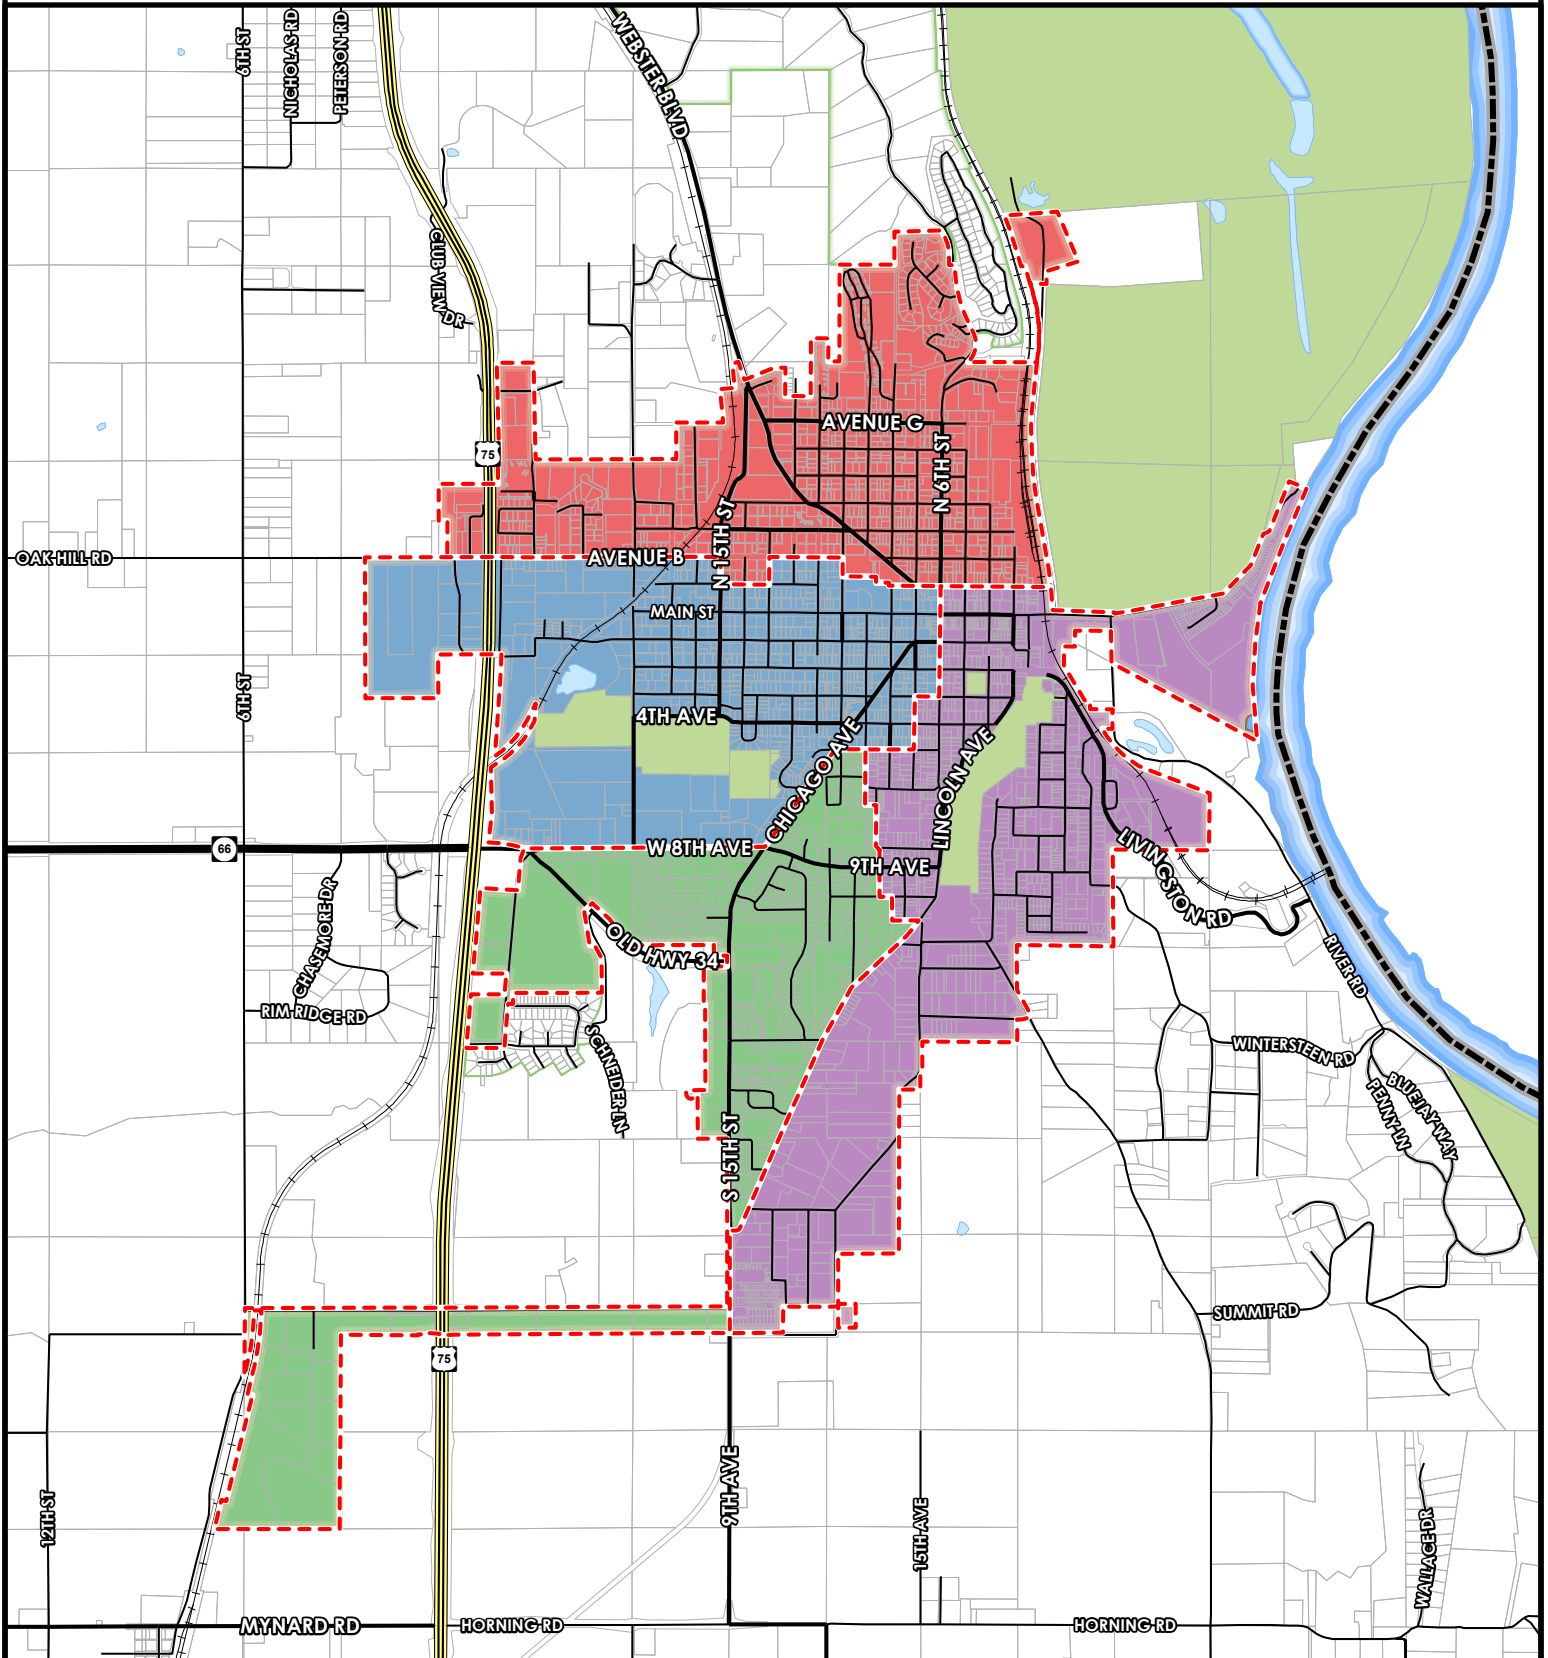 6TH ST
NICHOLAS RD
PETERSON RD
WEBSTER BLVD
CLUB VIEW DR
AVENUE G
75
N 6TH ST
N 15TH ST
OAK HILL RD
AVENUE B
MAIN ST
6TH ST
4TH AVE
CHICAGO AVE
LINCOLN AVE
66
W 8TH AVE
9TH AVE
LIVINGSTON RD
CHASEMORE DR
OLD HWY 34
RIVER RD
RIM RIDGE RD
SCHNEIDER LN
WINTERSTEEN RD
BLUEJAY WAY
PENNY LN
S 15TH ST
SUMMIT RD
75
9TH AVE
12TH ST
15TH AVE
WALLACE DR
MYNARD RD
HORNING RD
HORNING RD